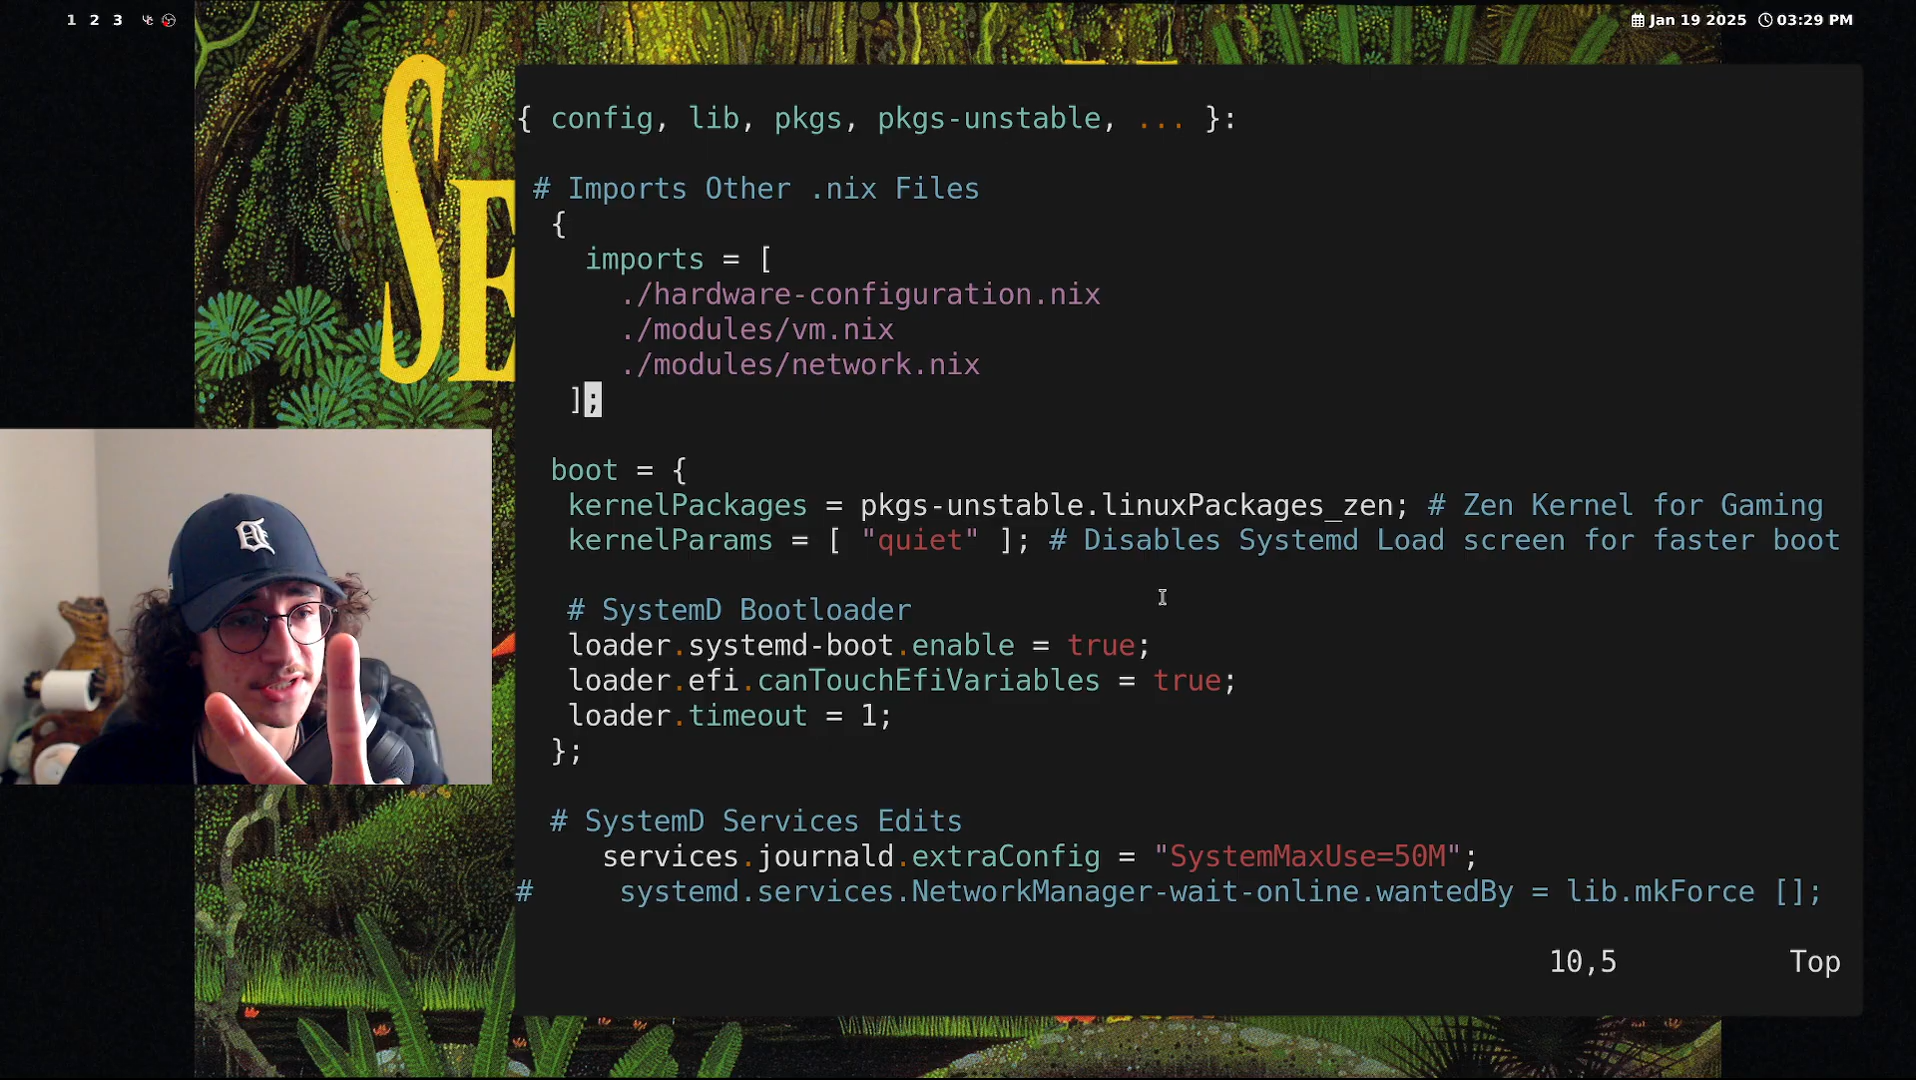 1 2 3
Jan 19 2025 03:29 PM
SE
{ config, lib, pkgs, pkgs-unstable, ... }:
# Imports Other .nix Files
{
imports = [
./hardware-configuration.nix
./modules/vm.nix
./modules/network.nix
];
boot = {
kernelPackages = pkgs-unstable.linuxPackages_zen; # Zen Kernel for Gaming
kernelParams = [ "quiet" ]; # Disables Systemd Load screen for faster boot
# SystemD Bootloader
loader.systemd-boot.enable = true;
loader.efi.canTouchEfiVariables = true;
loader.timeout = 1;
};
# SystemD Services Edits
services.journald.extraConfig = "SystemMaxUse=50M";
# systemd.services.NetworkManager-wait-online.wantedBy = lib.mkForce [];
10,5 Top